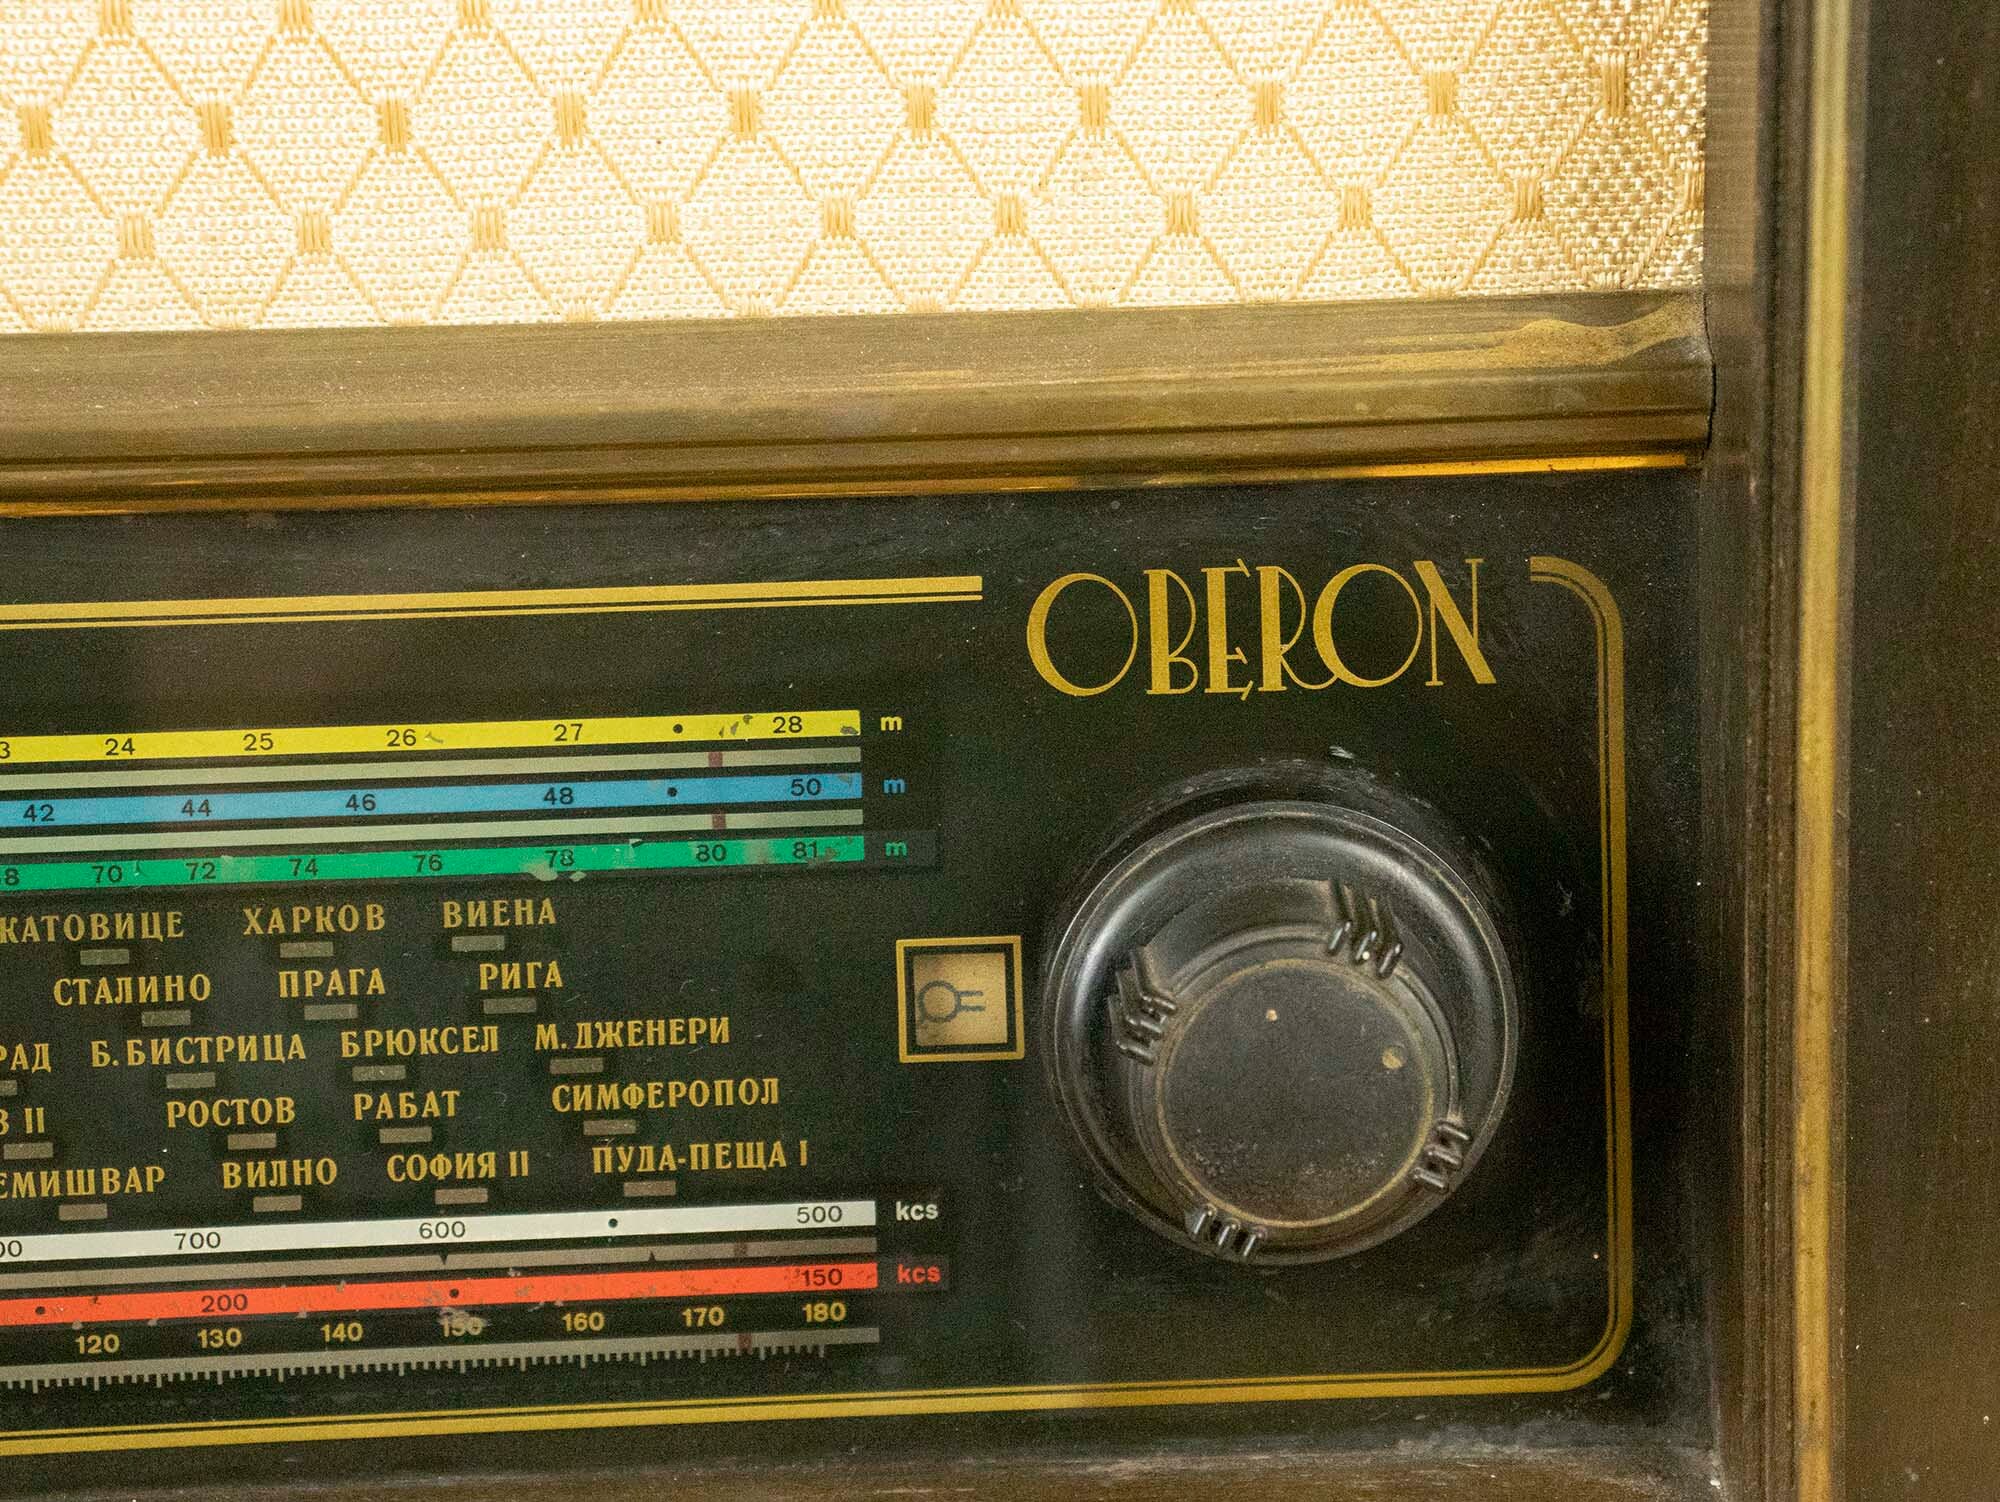 OBERON
24 25 26 27 28 m
42 44 46 48 50 m
70 72 74 76 78 80 81 m
КАТОВИЦЕ ХАРКОВ ВИЕНА
СТАЛИНО ПРАГА РИГА
Б. БИСТРИЦА БРЮКСЕЛ М. ДЖЕНЕРИ
РОСТОВ РАБАТ СИМФЕРОПОЛ
ВИЛНО СОФИЯ II ПУДА-ПЕЩА I
700 600 500 kcs
200 150 kcs
120 130 140 150 160 170 180